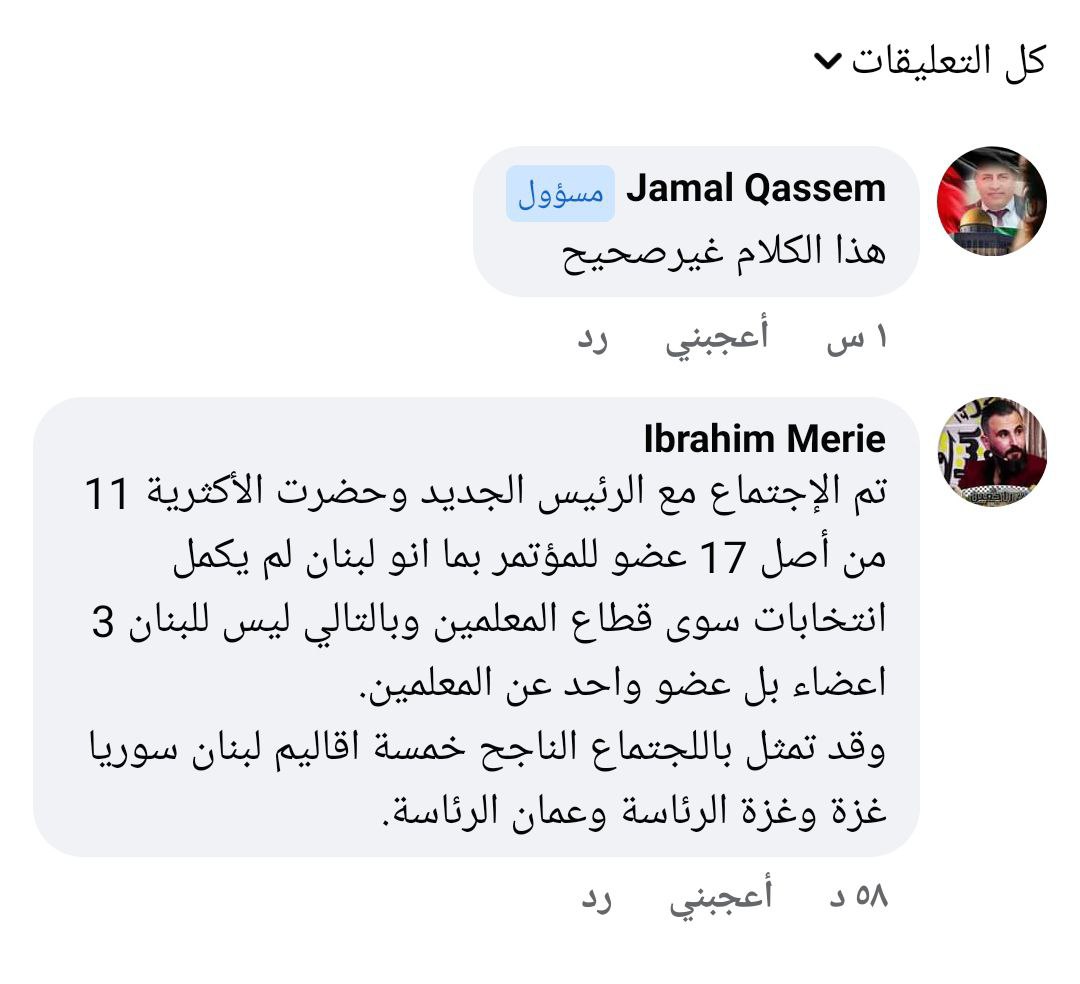 كل التعليقات
Jamal Qassem مسؤول
هذا الكلام غيرصحيح
١ س أعجبني رد
Ibrahim Merie
تم الإجتماع مع الرئيس الجديد وحضرت الأكثرية 11
من أصل 17 عضو للمؤتمر بما انو لبنان لم يكمل
انتخابات سوى قطاع المعلمين وبالتالي ليس للبنان 3
اعضاء بل عضو واحد عن المعلمين.
وقد تمثل باللجتماع الناجح خمسة اقاليم لبنان سوريا
غزة وغزة الرئاسة وعمان الرئاسة.
٥٨ د أعجبني رد